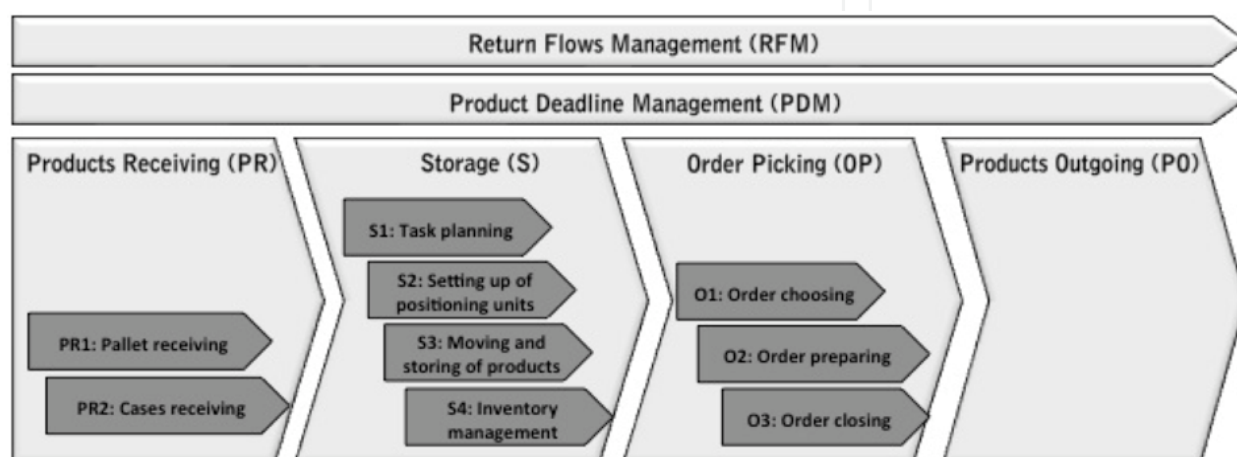 Return Flows Management (RFM)
Product Deadline Management (PDM)
Products Receiving (PR)
PR1: Pallet receiving
PR2: Cases receiving
Storage (S)
S1: Task planning
S2: Setting up of
positioning units
S3: Moving and
storing of products
S4: Inventory
management
Order Picking (OP)
O1: Order choosing
O2: Order preparing
O3: Order closing
Products Outgoing (PO)